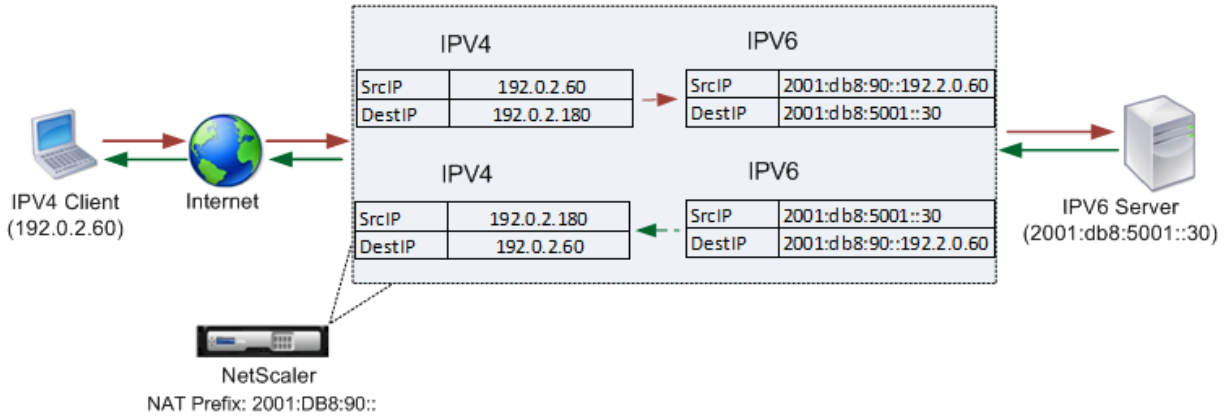 IPV4 IPV6
SrcIP 192.0.2.60 SrcIP 2001:db8:90::192.2.0.60
DestIP 192.0.2.180 DestIP 2001:db8:5001::30
IPV4 Client
(192.0.2.60)
Internet
IPV4 IPV6
SrcIP 192.0.2.180 SrcIP 2001:db8:5001::30
DestIP 192.0.2.60 DestIP 2001:db8:90::192.2.0.60
IPV6 Server
(2001:db8:5001::30)
NetScaler
NAT Prefix: 2001:DB8:90::